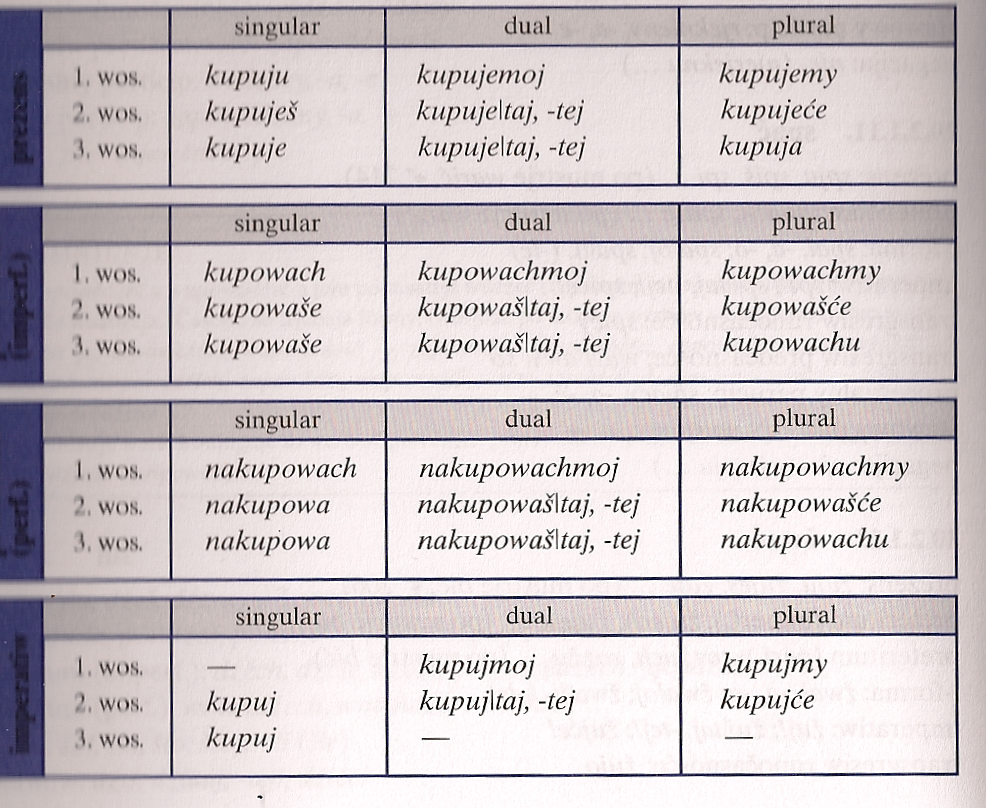 singular dual plural
prezens
1. wos. kupuju kupujemoj kupujemy
2. wos. kupuješ kupuje|taj, -tej kupujeće
3. wos. kupuje kupuje|taj, -tej kupuja
singular dual plural
(imperf.)
1. wos. kupowach kupowachmoj kupowachmy
2. wos. kupowaše kupowaš|taj, -tej kupowašće
3. wos. kupowaše kupowaš|taj, -tej kupowachu
singular dual plural
(perf.)
1. wos. nakupowach nakupowachmoj nakupowachmy
2. wos. nakupowa nakupowaš|taj, -tej nakupowašće
3. wos. nakupowa nakupowaš|taj, -tej nakupowachu
singular dual plural
imperatiw
1. wos. — kupujmoj kupujmy
2. wos. kupuj kupuj|taj, -tej kupujće
3. wos. kupuj — —